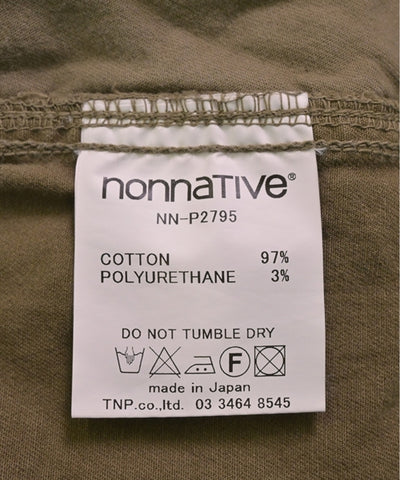 nonnaTIVe®
NN-P2795
COTTON 97%
POLYURETHANE 3%
DO NOT TUMBLE DRY
F
made in Japan
TNP.co.,ltd. 03 3464 8545